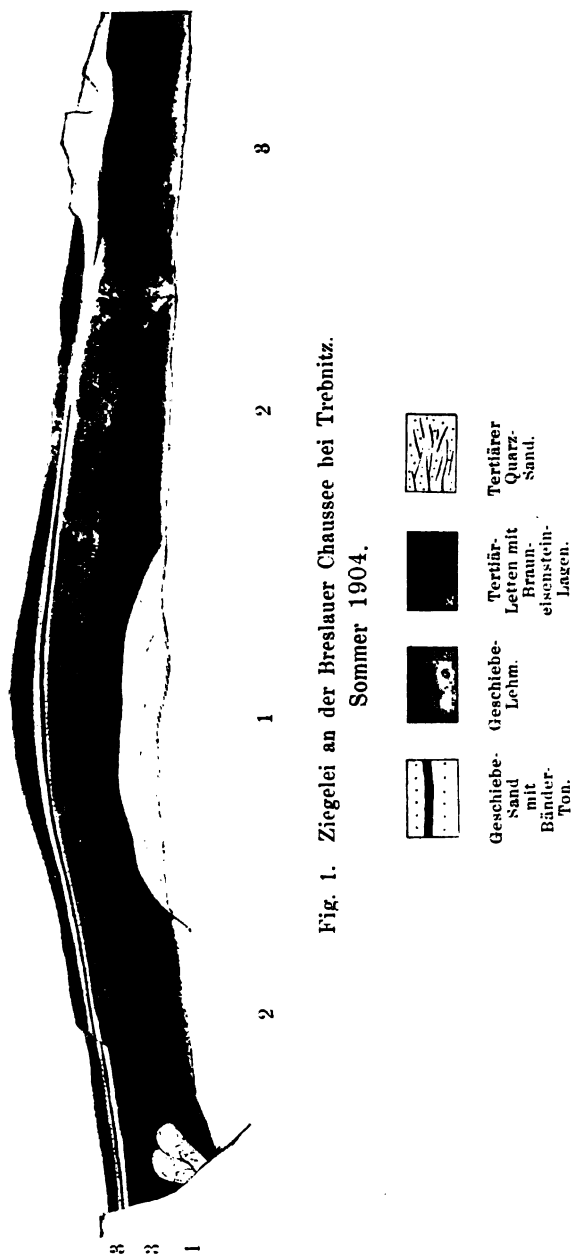 3
3
1
2
1
2
3
Fig. 1. Ziegelei an der Breslauer Chaussee bei Trebnitz.
Sommer 1904.
Geschiebe-
Sand
mit
Bänder-
Ton.
Geschiebe-
Lehm.
Tertiär-
Letten mit
Braun-
eisenstein-
Lagen.
Tertiärer
Quarz-
Sand.